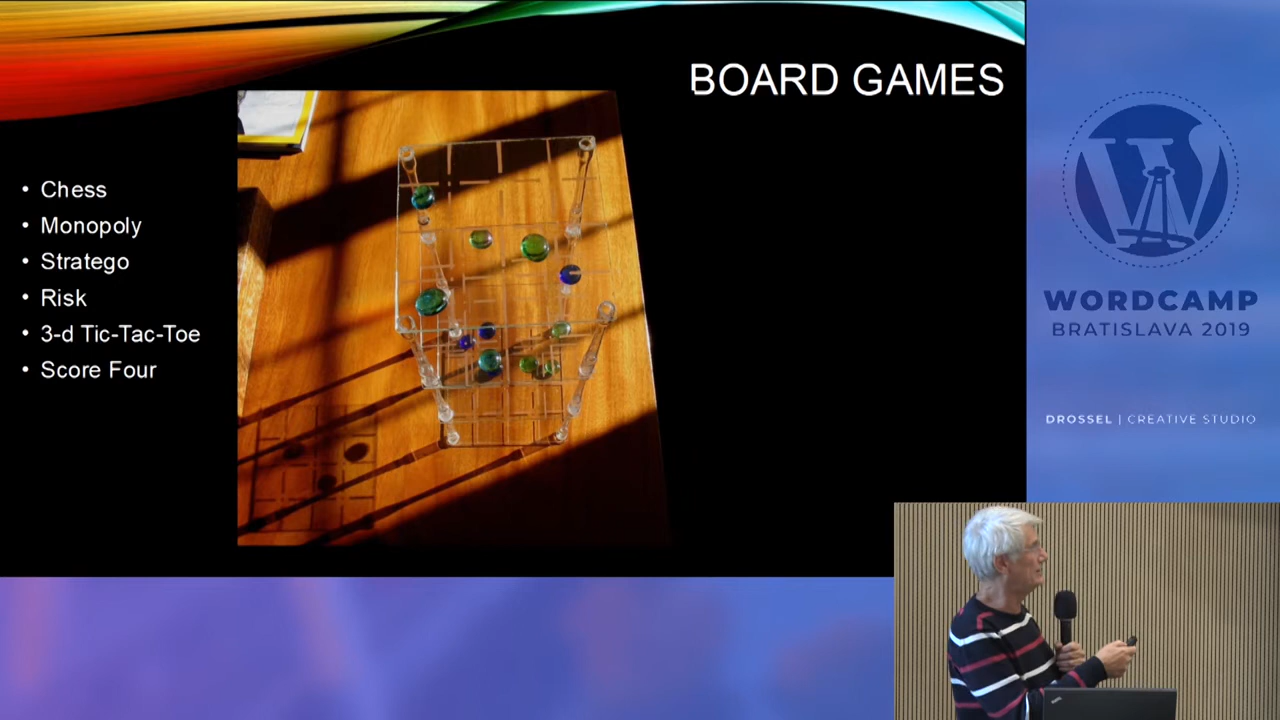 BOARD GAMES
• Chess
• Monopoly
• Stratego
• Risk
• 3-d Tic-Tac-Toe
• Score Four
WORDCAMP
BRATISLAVA 2019
DROSSEL | CREATIVE STUDIO